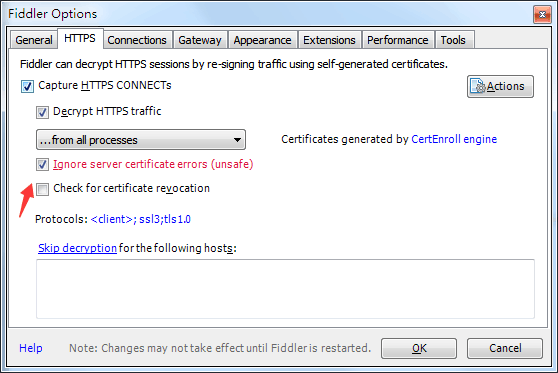 Fiddler Options
General HTTPS Connections Gateway Appearance Extensions Performance Tools
Fiddler can decrypt HTTPS sessions by re-signing traffic using self-generated certificates.
Capture HTTPS CONNECTs
Actions
Decrypt HTTPS traffic
...from all processes
Certificates generated by CertEnroll engine
Ignore server certificate errors (unsafe)
Check for certificate revocation
Protocols: <client>; ssl3;tls1.0
Skip decryption for the following hosts:
Help
Note: Changes may not take effect until Fiddler is restarted.
OK
Cancel